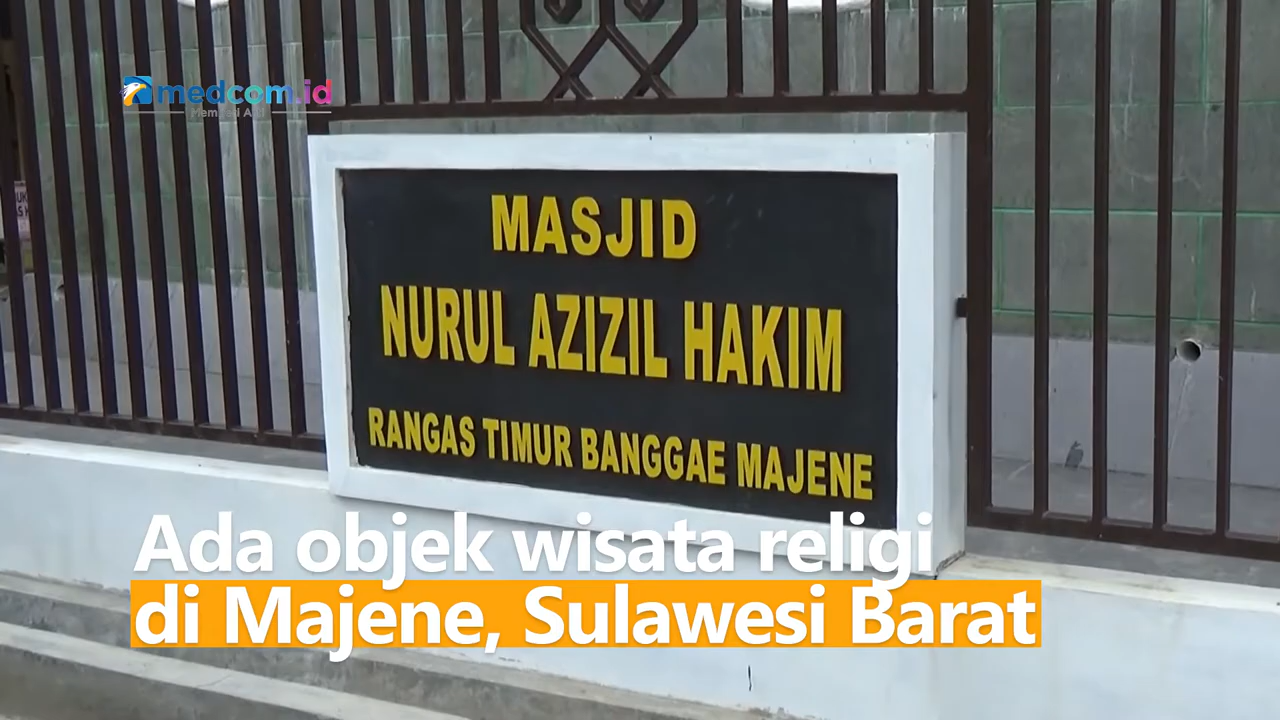 medcom.id
MASJID
NURUL AZIZIL HAKIM
RANGAS TIMUR BANGGAE MAJENE
Ada objek wisata religi
di Majene, Sulawesi Barat